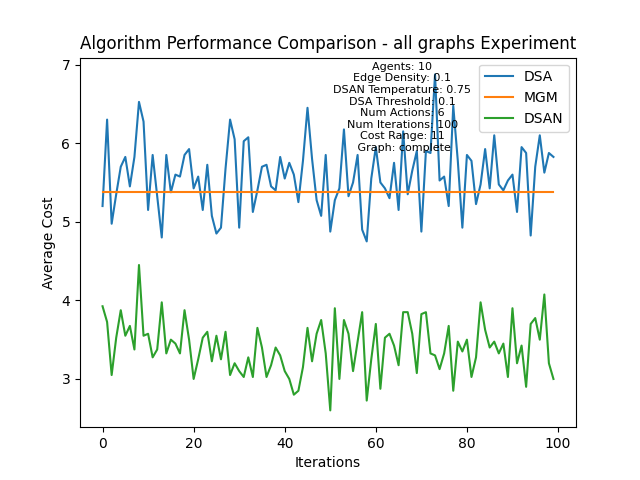 Algorithm Performance Comparison - all graphs Experiment
Agents: 10
Edge Density: 0.1
DSAN Temperature: 0.75
DSA Threshold: 0.1
Num Actions: 6
Num Iterations: 100
Cost Range: 11
Graph: complete
DSA
MGM
DSAN
Average Cost
7
6
5
4
3
0
20
40
60
80
100
Iterations